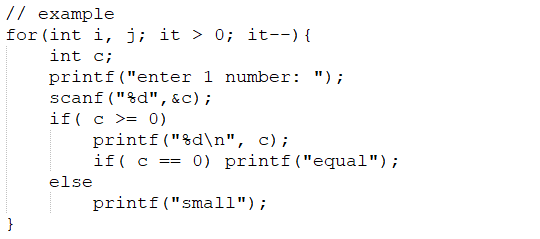 // example
for(int i, j; it > 0; it--){
    int c;
    printf("enter 1 number: ");
    scanf("%d",&c);
    if( c >= 0)
        printf("%d\n", c);
        if( c == 0) printf("equal");
    else
        printf("small");
}